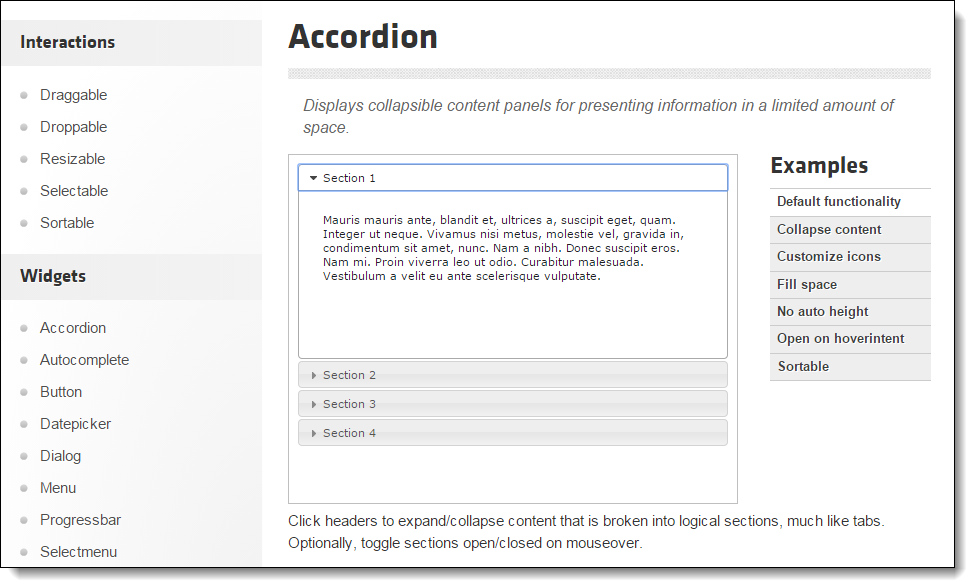 Interactions
Draggable
Droppable
Resizable
Selectable
Sortable
Widgets
Accordion
Autocomplete
Button
Datepicker
Dialog
Menu
Progressbar
Selectmenu
Accordion
Displays collapsible content panels for presenting information in a limited amount of
space.
Section 1
Mauris mauris ante, blandit et, ultrices a, suscipit eget, quam.
Integer ut neque. Vivamus nisi metus, molestie vel, gravida in,
condimentum sit amet, nunc. Nam a nibh. Donec suscipit eros.
Nam mi. Proin viverra leo ut odio. Curabitur malesuada.
Vestibulum a velit eu ante scelerisque vulputate.
Section 2
Section 3
Section 4
Click headers to expand/collapse content that is broken into logical sections, much like tabs.
Optionally, toggle sections open/closed on mouseover.
Examples
Default functionality
Collapse content
Customize icons
Fill space
No auto height
Open on hoverintent
Sortable